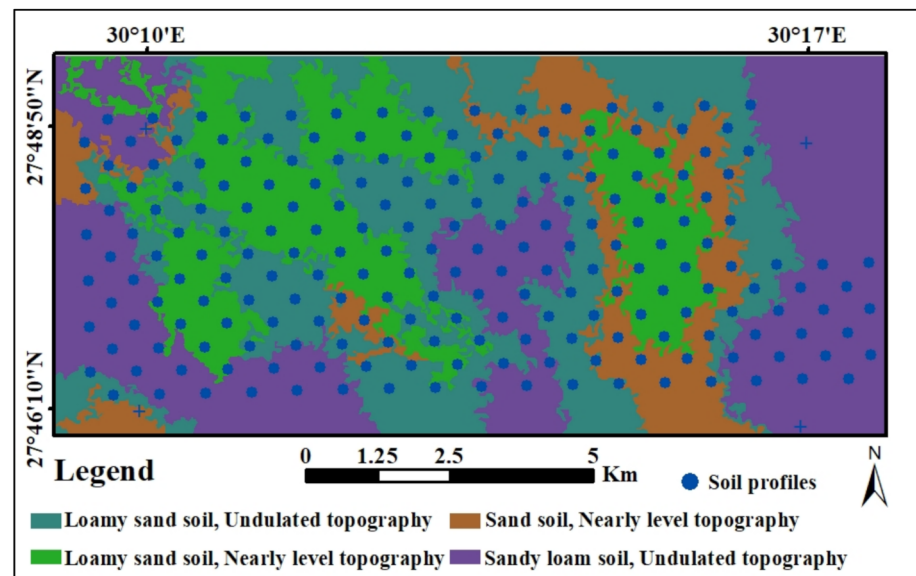 30°10'E 30°17'E
27°48'50''N
27°46'10''N
Legend
0 1.25 2.5 5
Km
Soil profiles
N
Loamy sand soil, Undulated topography
Sand soil, Nearly level topography
Loamy sand soil, Nearly level topography
Sandy loam soil, Undulated topography